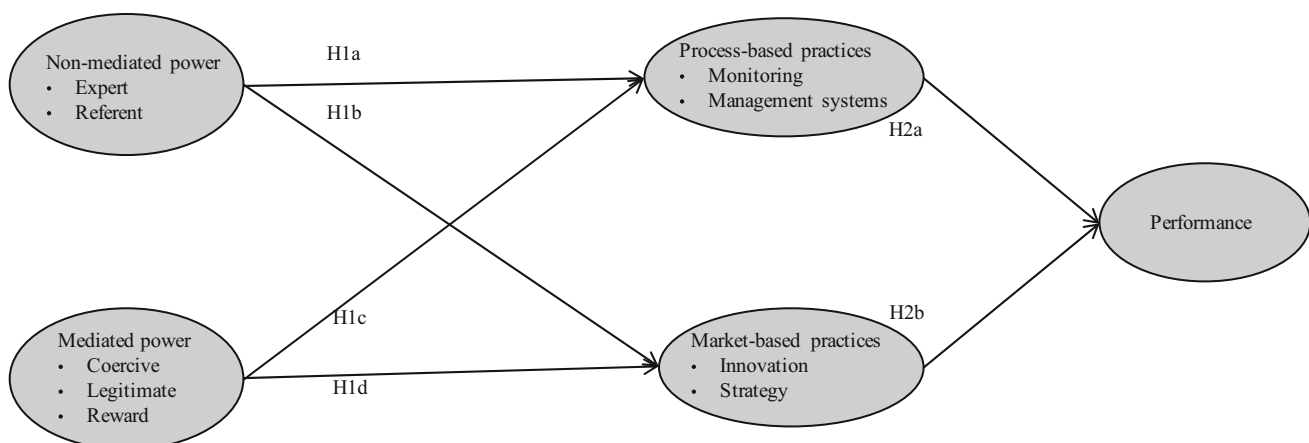 Non-mediated power
• Expert
• Referent
H1a
H1b
Process-based practices
• Monitoring
• Management systems
H2a
Performance
Mediated power
• Coercive
• Legitimate
• Reward
H1c
H1d
Market-based practices
• Innovation
• Strategy
H2b